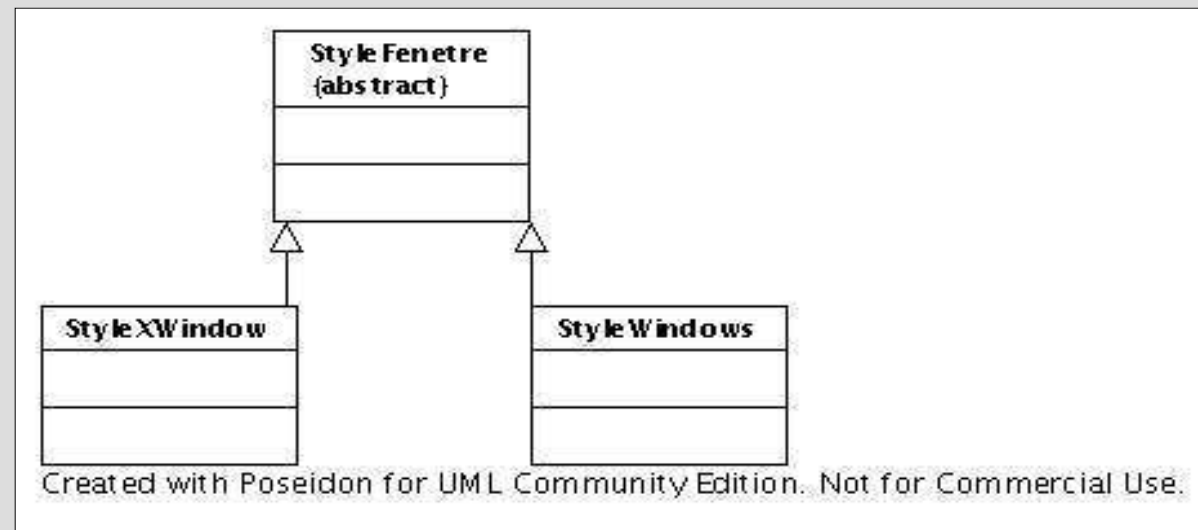 StyleFenetre
{abstract}
StyleXWindow
StyleWindows
Created with Poseidon for UML Community Edition. Not for Commercial Use.